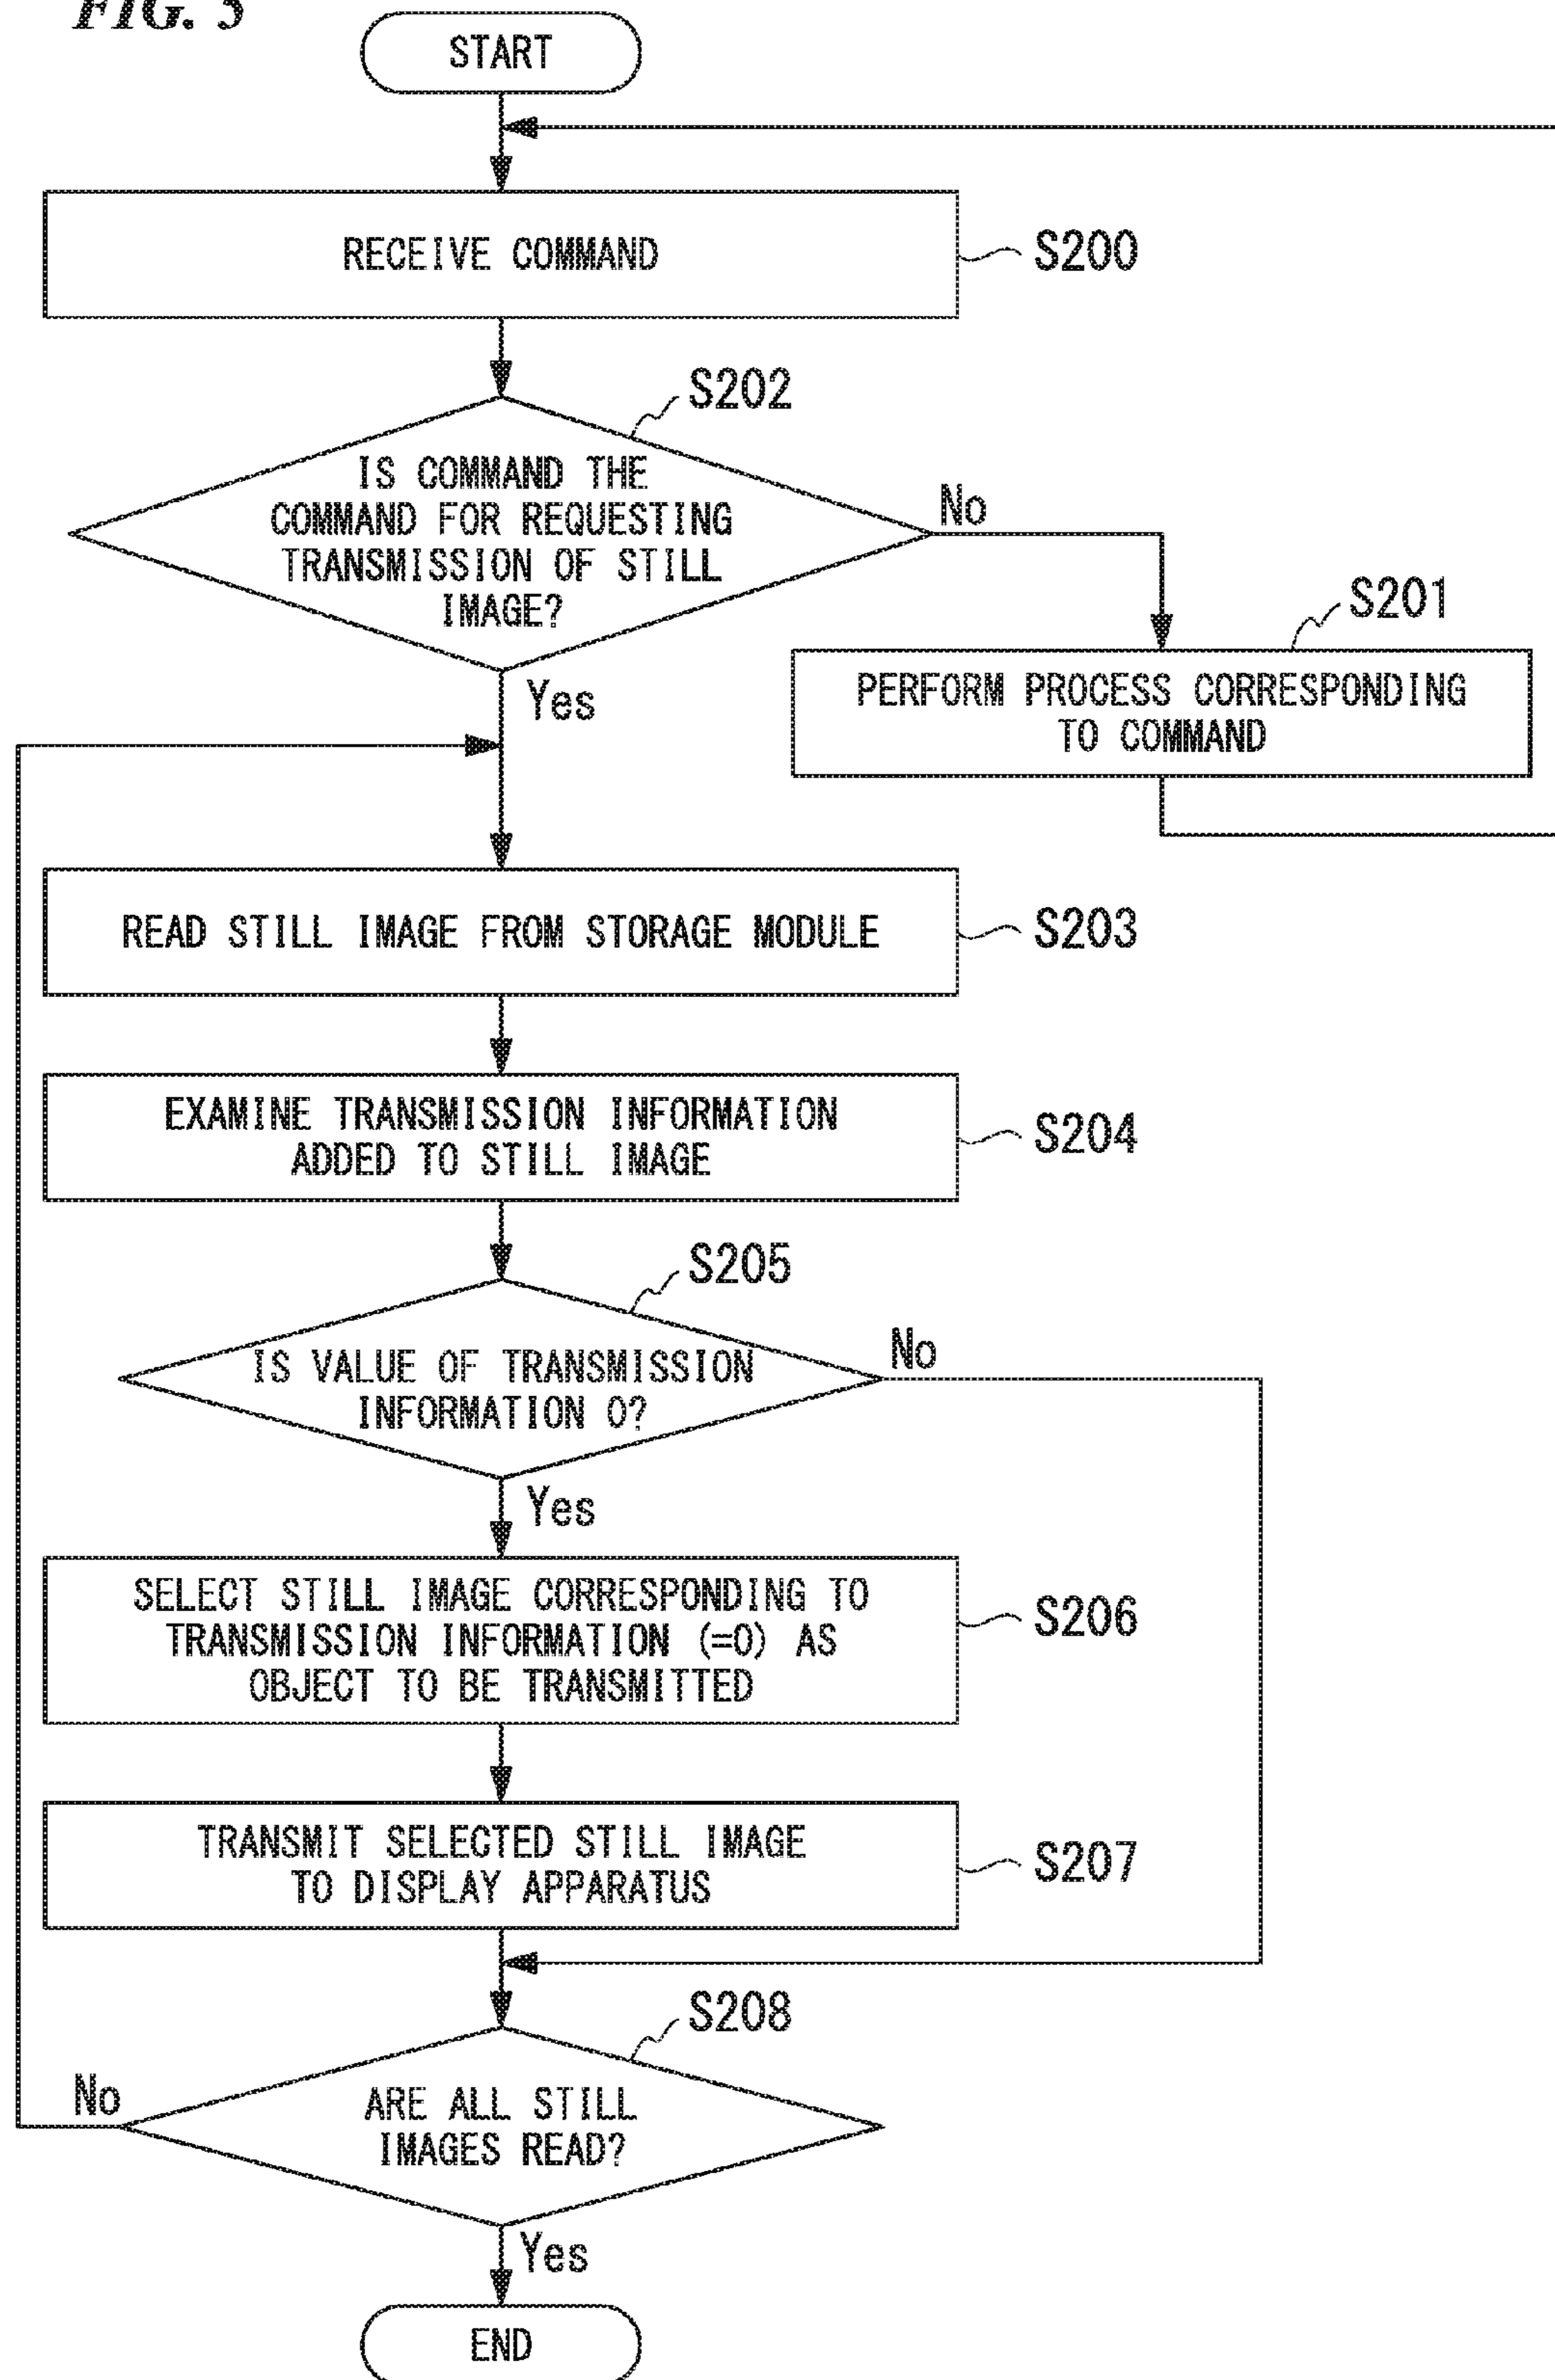 FIG. 5
START
RECEIVE COMMAND
S200
S202
IS COMMAND THE
COMMAND FOR REQUESTING
TRANSMISSION OF STILL
IMAGE?
No
Yes
S201
PERFORM PROCESS CORRESPONDING
TO COMMAND
READ STILL IMAGE FROM STORAGE MODULE
S203
EXAMINE TRANSMISSION INFORMATION
ADDED TO STILL IMAGE
S204
S205
IS VALUE OF TRANSMISSION
INFORMATION 0?
No
Yes
SELECT STILL IMAGE CORRESPONDING TO
TRANSMISSION INFORMATION (=0) AS
OBJECT TO BE TRANSMITTED
S206
TRANSMIT SELECTED STILL IMAGE
TO DISPLAY APPARATUS
S207
S208
No
ARE ALL STILL
IMAGES READ?
Yes
END